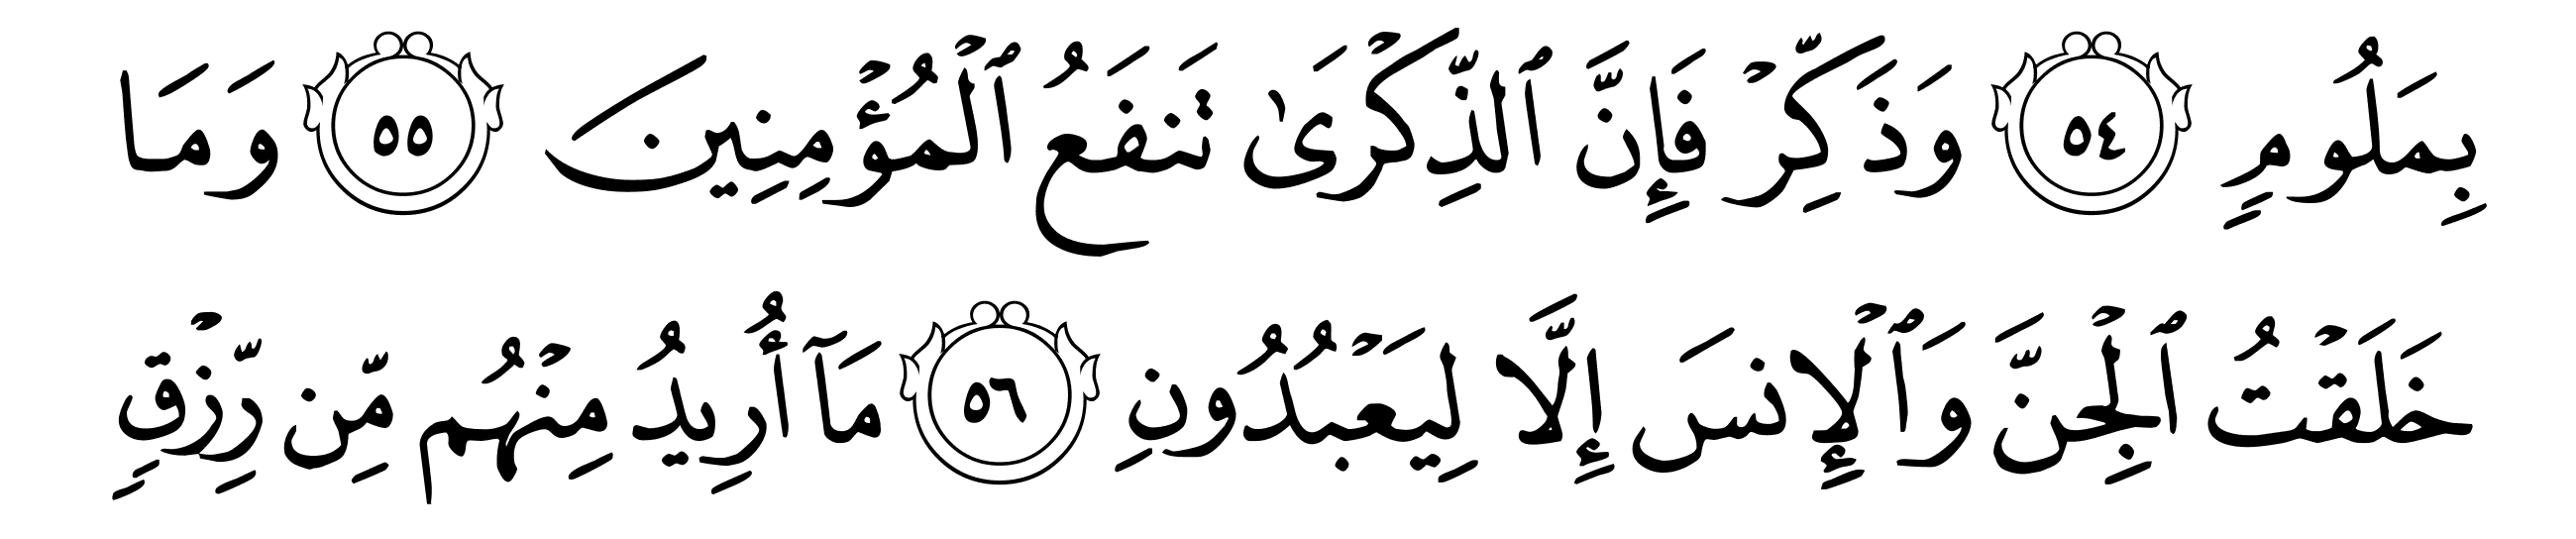 بِمَلُومٍ ٥٤ وَذَكِّرْ فَإِنَّ ٱلذِّكْرَىٰ تَنفَعُ ٱلْمُؤْمِنِينَ ٥٥ وَمَا
خَلَقْتُ ٱلْجِنَّ وَٱلْإِنسَ إِلَّا لِيَعْبُدُونِ ٥٦ مَآ أُرِيدُ مِنْهُم مِّن رِّزْقٍ